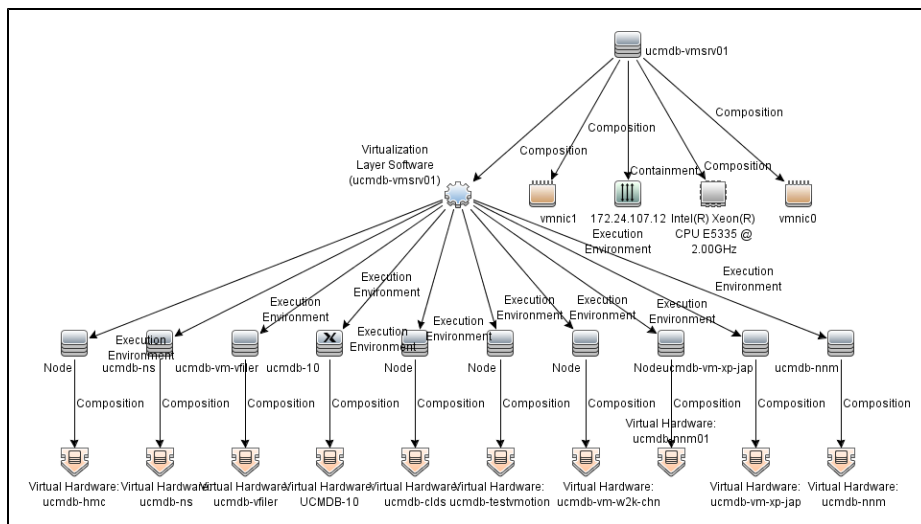 ucmdb-vmsrv01
Composition
Composition
Virtualization
Layer Software
(ucmdb-vmsrv01)
Composition
Containment
Composition
vmnic1
172.24.107.12
Execution
Environment
Intel(R) Xeon(R)
CPU E5335 @
2.00GHz
vmnic0
Execution
Environment
Execution
Environment
Execution
Environment
Execution
Environment
Execution
Environment
Execution
Environment
Execution
Environment
Execution
Environment
Node
ucmdb-ns
ucmdb-vm-vfiler
ucmdb-10
Node
Node
Node
Node
ucmdb-vm-xp-jap
ucmdb-nnm
Composition
Composition
Composition
Composition
Composition
Composition
Composition
Composition
Composition
Composition
Virtual Hardware:
ucmdb-nnm01
Virtual Hardware:
ucmdb-hmc
Virtual Hardware:
ucmdb-ns
Virtual Hardware:
ucmdb-vfiler
Virtual Hardware:
UCMDB-10
Virtual Hardware:
ucmdb-clds
Virtual Hardware:
ucmdb-testvmotion
Virtual Hardware:
ucmdb-vm-w2k-chn
Virtual Hardware:
ucmdb-vm-xp-jap
Virtual Hardware:
ucmdb-nnm